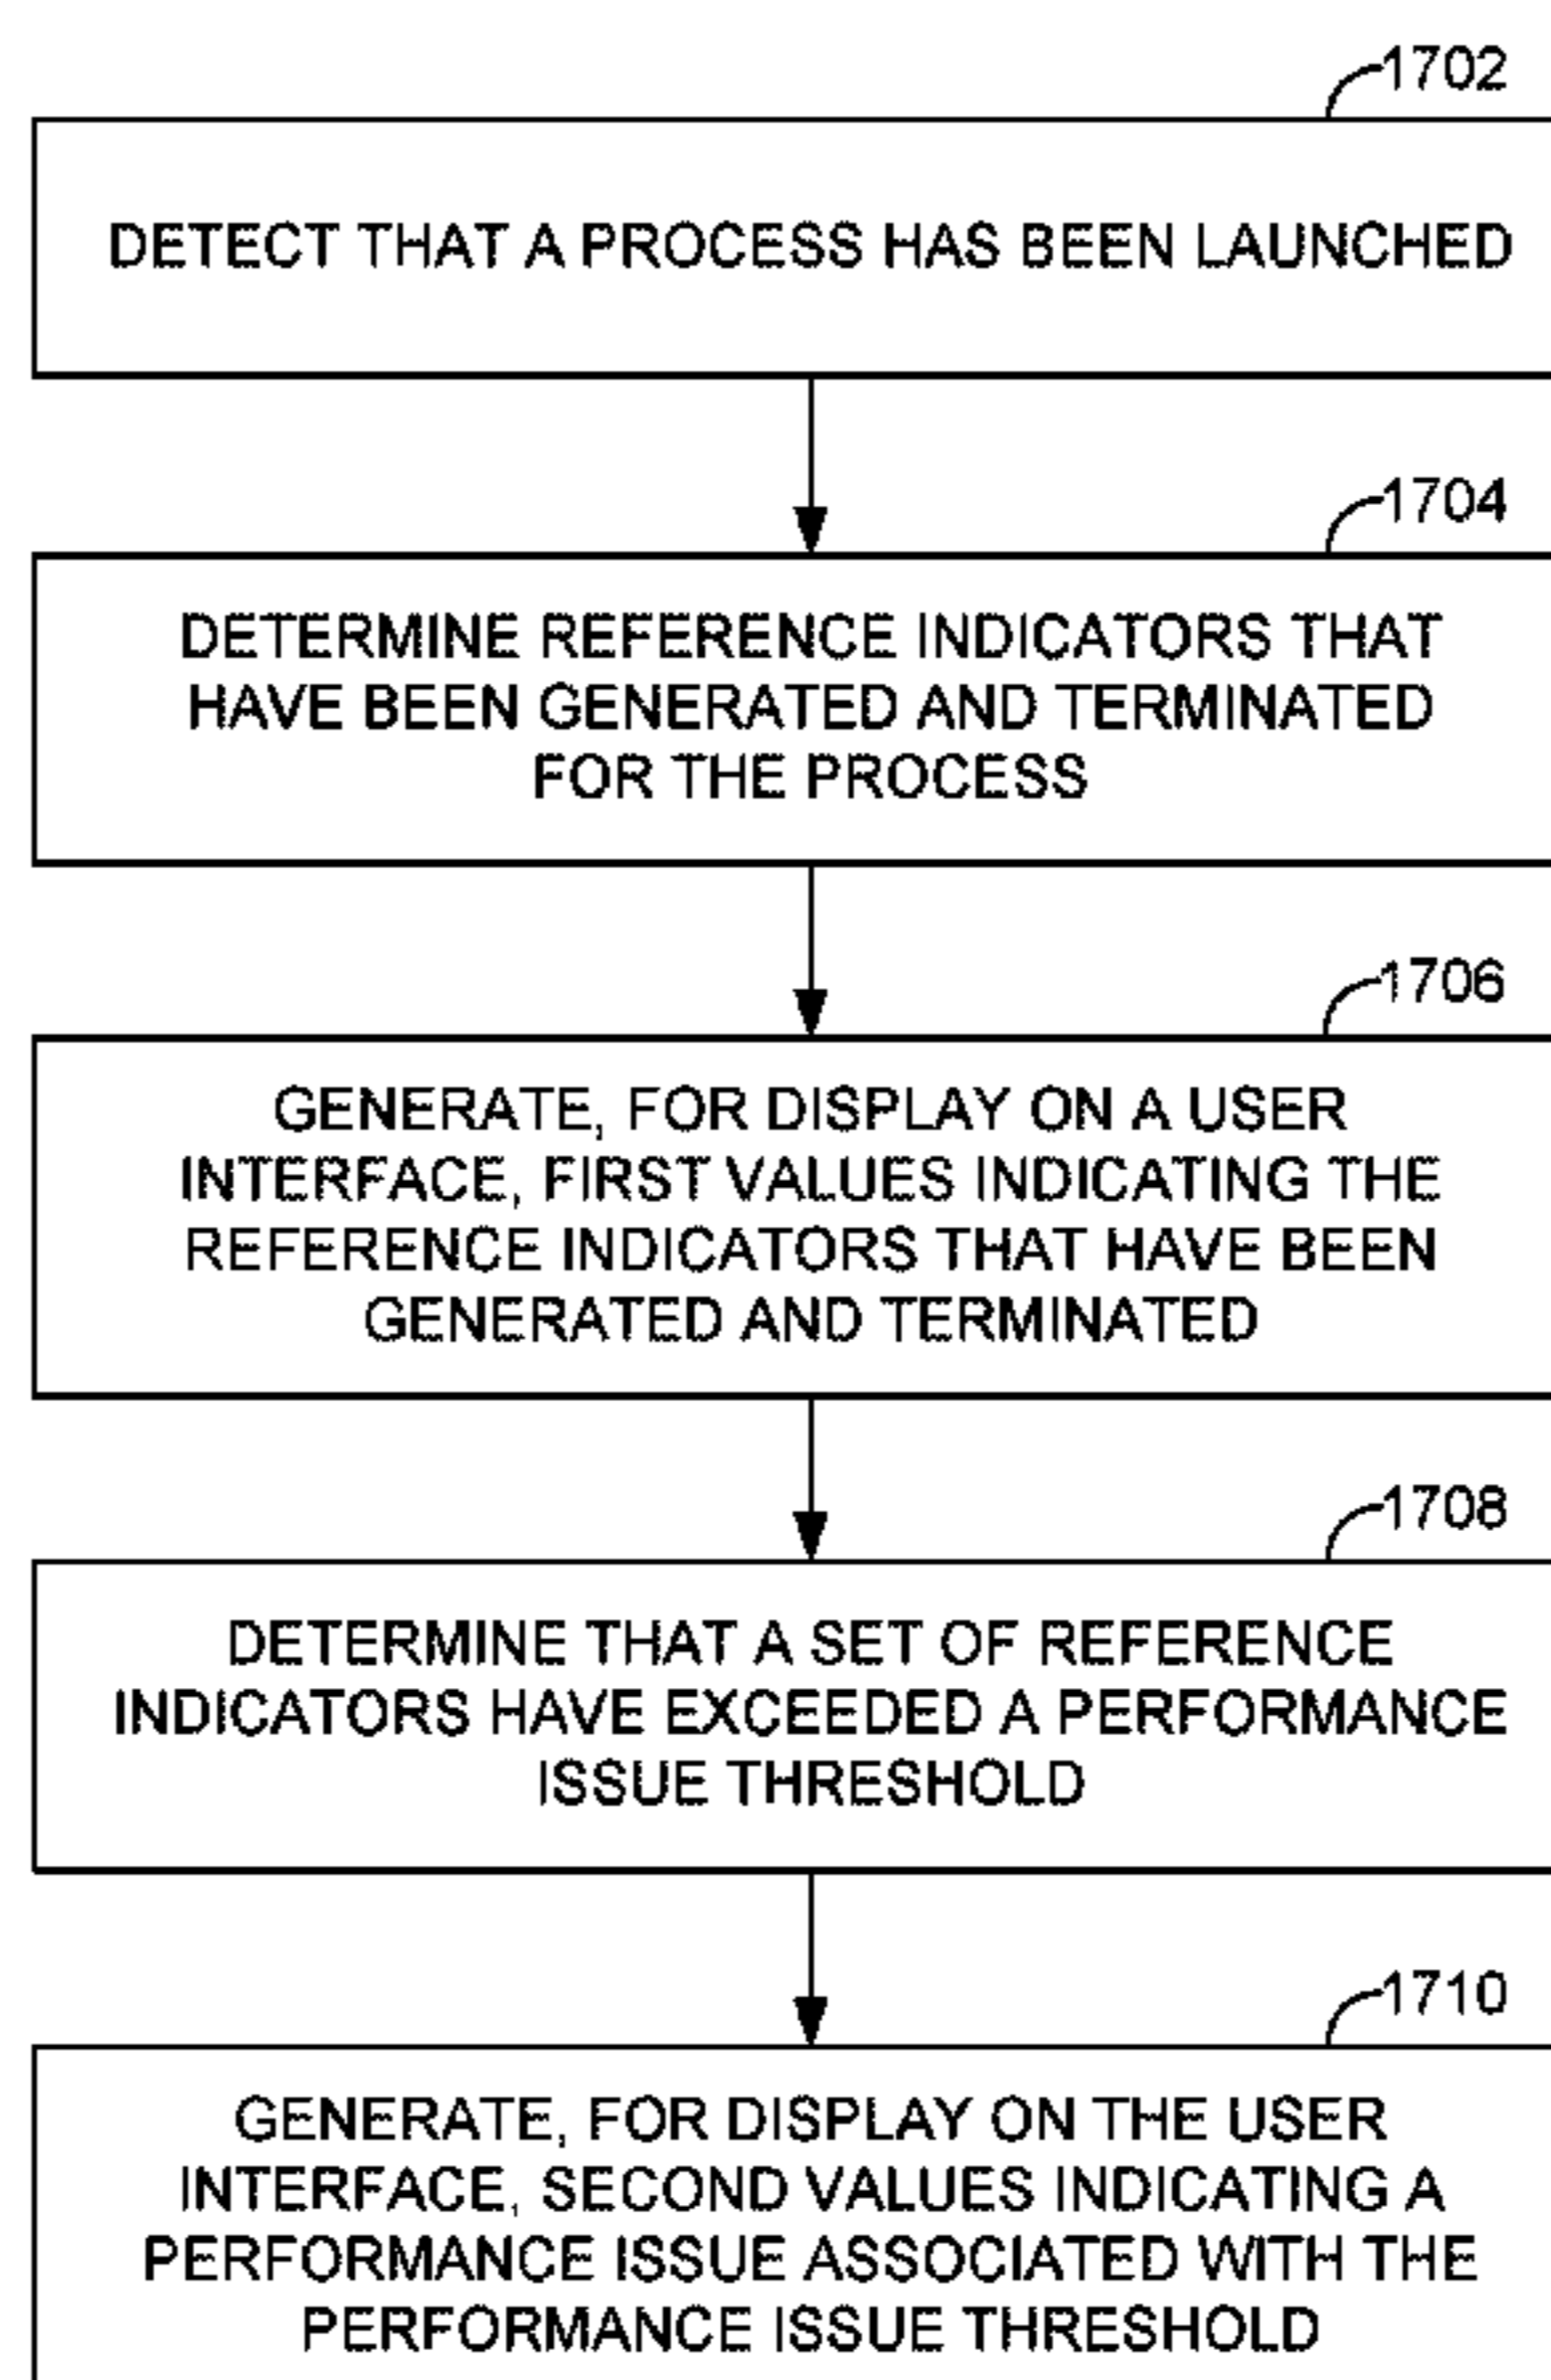 1702
DETECT THAT A PROCESS HAS BEEN LAUNCHED
1704
DETERMINE REFERENCE INDICATORS THAT
HAVE BEEN GENERATED AND TERMINATED
FOR THE PROCESS
1706
GENERATE, FOR DISPLAY ON A USER
INTERFACE, FIRST VALUES INDICATING THE
REFERENCE INDICATORS THAT HAVE BEEN
GENERATED AND TERMINATED
1708
DETERMINE THAT A SET OF REFERENCE
INDICATORS HAVE EXCEEDED A PERFORMANCE
ISSUE THRESHOLD
1710
GENERATE, FOR DISPLAY ON THE USER
INTERFACE, SECOND VALUES INDICATING A
PERFORMANCE ISSUE ASSOCIATED WITH THE
PERFORMANCE ISSUE THRESHOLD